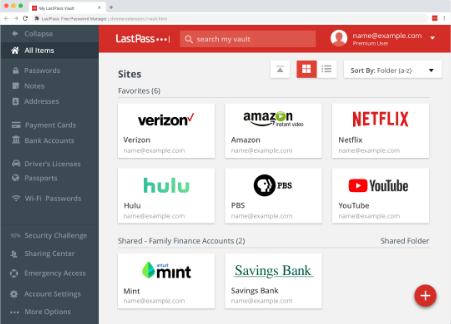 My LastPass Vault
LastPass: Free Password Manager
Collapse
All Items
Passwords
Notes
Addresses
Payment Cards
Bank Accounts
Driver's Licenses
Pasports
Wi-Fi Passwords
Security Challenge
Sharing Center
Emergency Access
Account Settings
More Options
LastPass
search my vault
name@example.com
Premium User
Sites
Sort By: Folder (a-z)
Favorites (6)
verizon
Verizon
name@example.com
amazon
instant video
Amazon
name@example.com
NETFLIX
Netflix
name@example.com
hulu
Hulu
name@example.com
PBS
PBS
name@example.com
YouTube
YouTube
name@example.com
Shared - Family Finance Accounts (2)
Shared Folder
intuit
mint
Mint
name@example.com
Savings Bank
Savings Bank
name@example.com